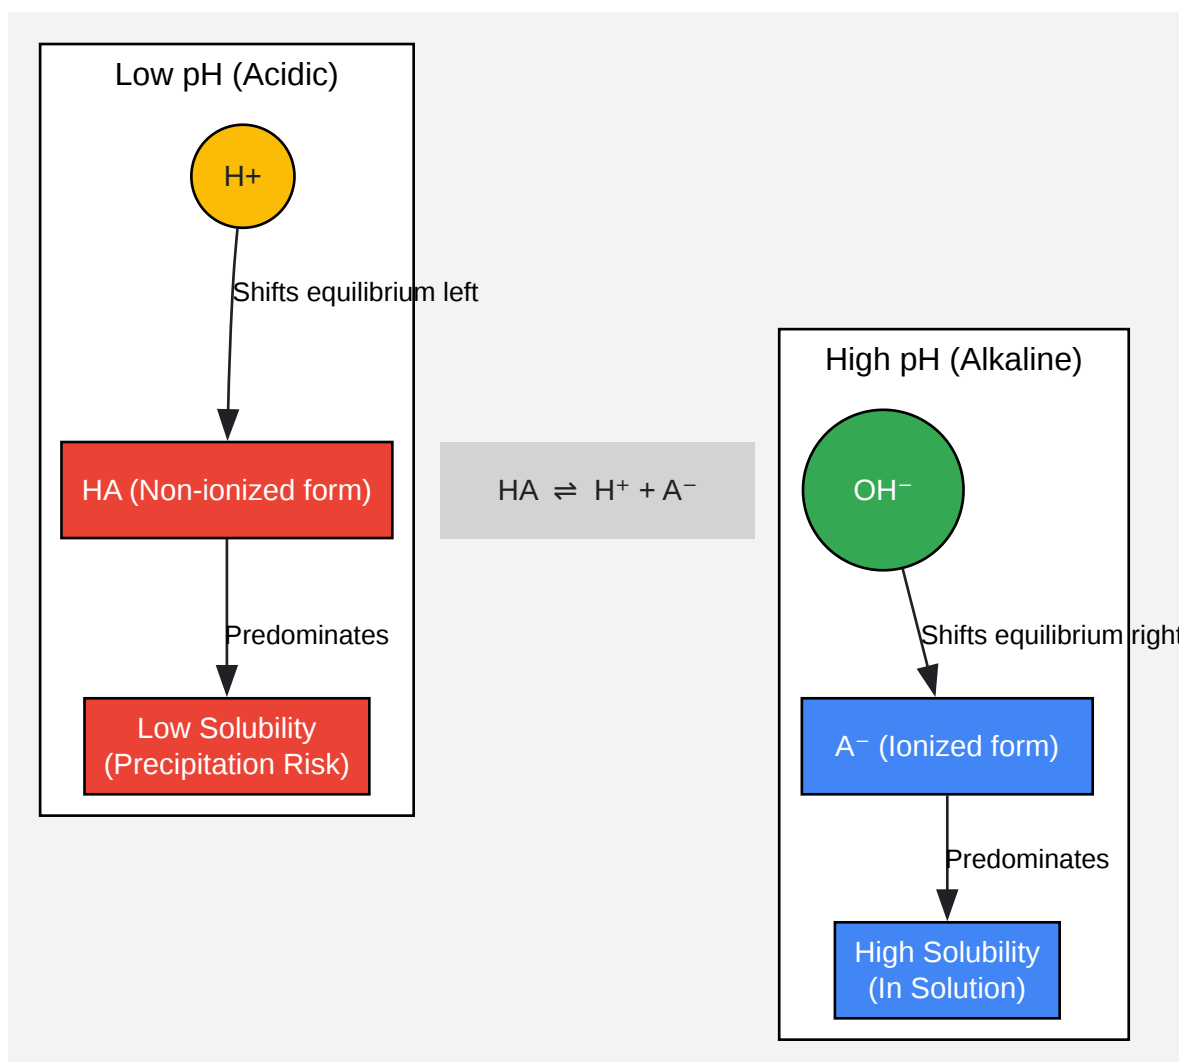 Low pH (Acidic)
H+
Shifts equilibrium left
HA (Non-ionized form)
Predominates
Low Solubility
(Precipitation Risk)
HA ⇌ H⁺ + A⁻
High pH (Alkaline)
OH⁻
Shifts equilibrium right
A⁻ (Ionized form)
Predominates
High Solubility
(In Solution)